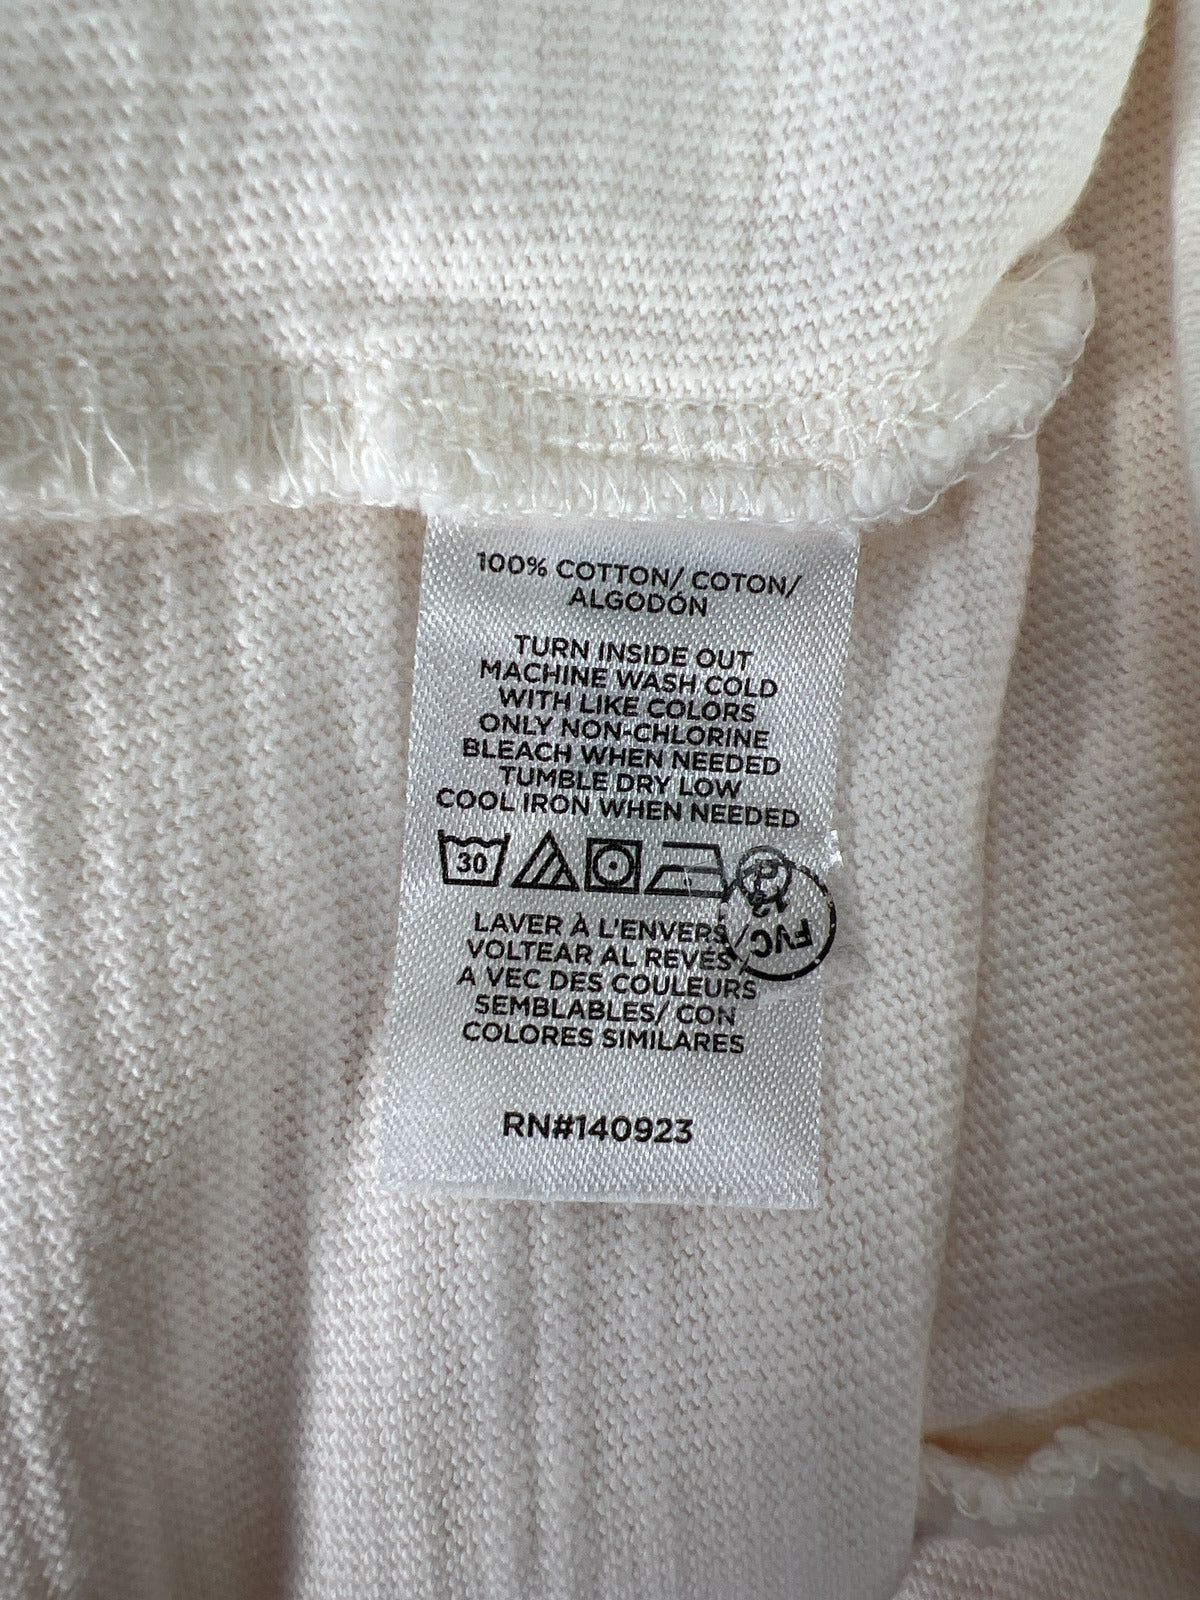 100% COTTON/ COTON/
ALGODÓN
TURN INSIDE OUT
MACHINE WASH COLD
WITH LIKE COLORS
ONLY NON-CHLORINE
BLEACH WHEN NEEDED
TUMBLE DRY LOW
COOL IRON WHEN NEEDED
30
LAVER À L'ENVERS/
VOLTEAR AL REVÉS
A VEC DES COULEURS
SEMBLABLES/ CON
COLORES SIMILARES
FVC
RN#140923